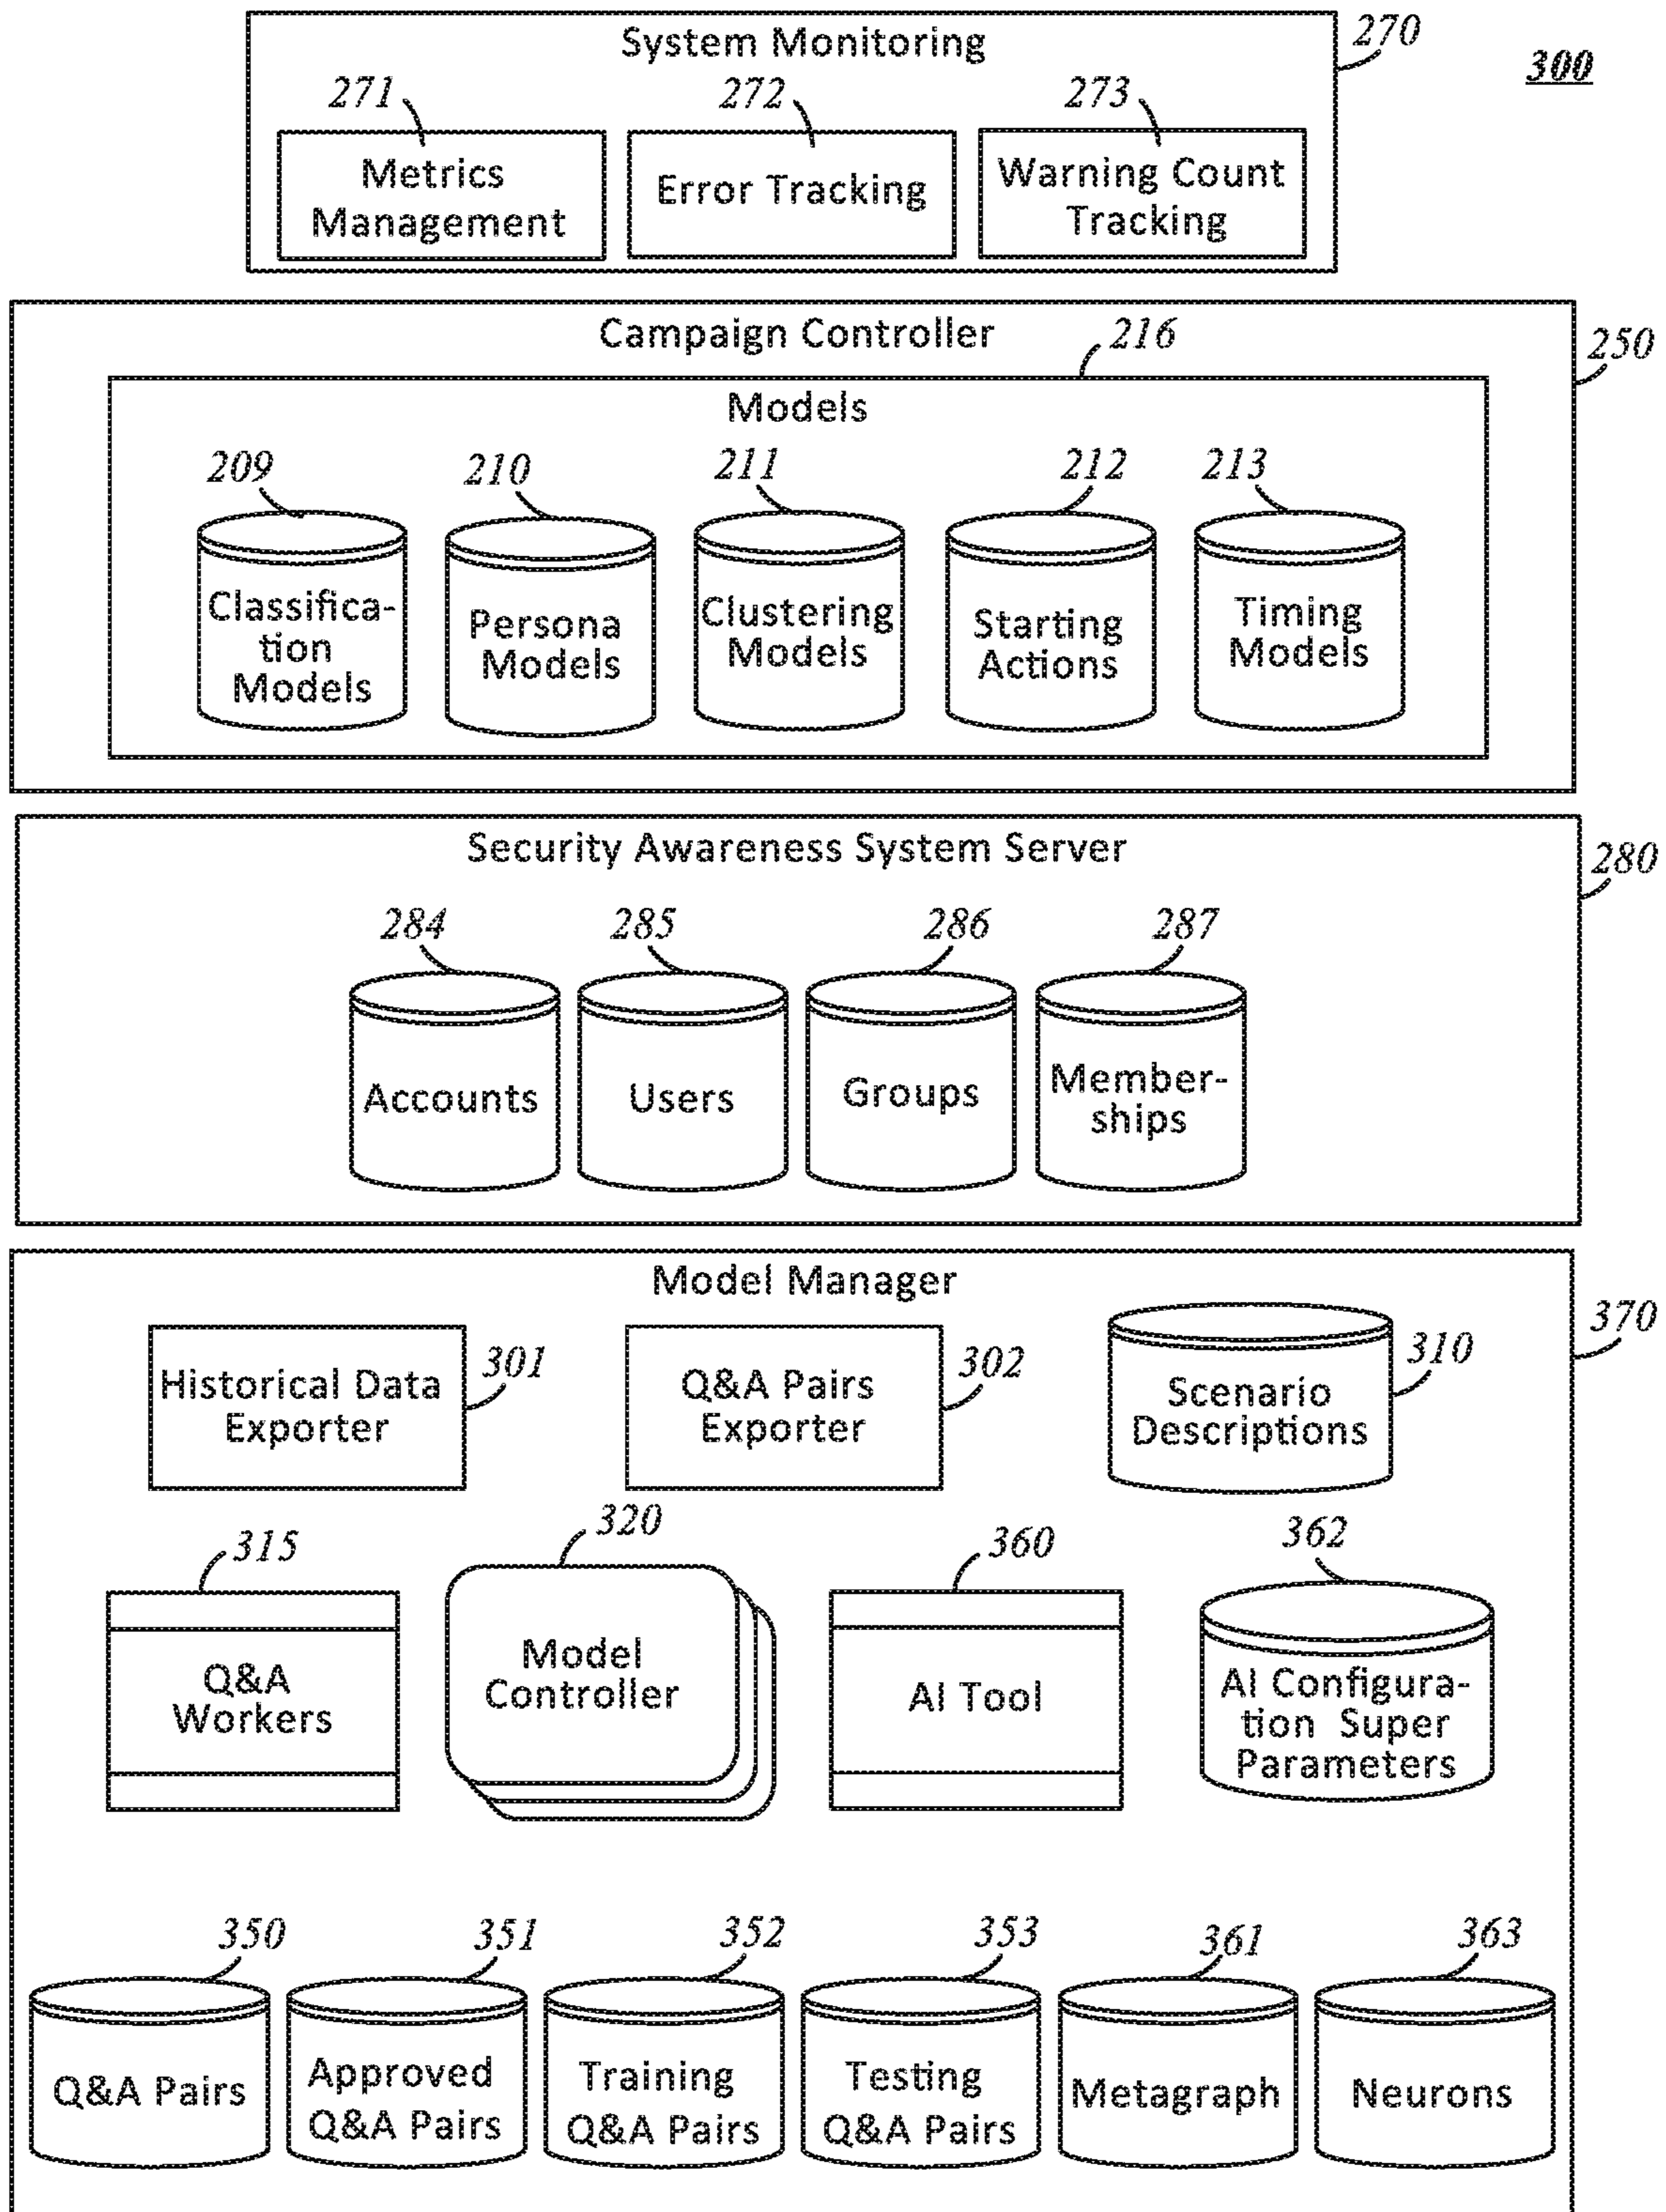 System Monitoring
270
300
271
272
273
Metrics
Management
Error Tracking
Warning Count
Tracking
Campaign Controller
216
250
Models
209
210
211
212
213
Classifica-
tion
Models
Persona
Models
Clustering
Models
Starting
Actions
Timing
Models
Security Awareness System Server
280
284
285
286
287
Accounts
Users
Groups
Member-
ships
Model Manager
370
Historical Data
Exporter
301
Q&A Pairs
Exporter
302
Scenario
Descriptions
310
315
320
360
362
Q&A
Workers
Model
Controller
AI Tool
AI Configura-
tion Super
Parameters
350
351
352
353
361
363
Q&A Pairs
Approved
Q&A Pairs
Training
Q&A Pairs
Testing
Q&A Pairs
Metagraph
Neurons